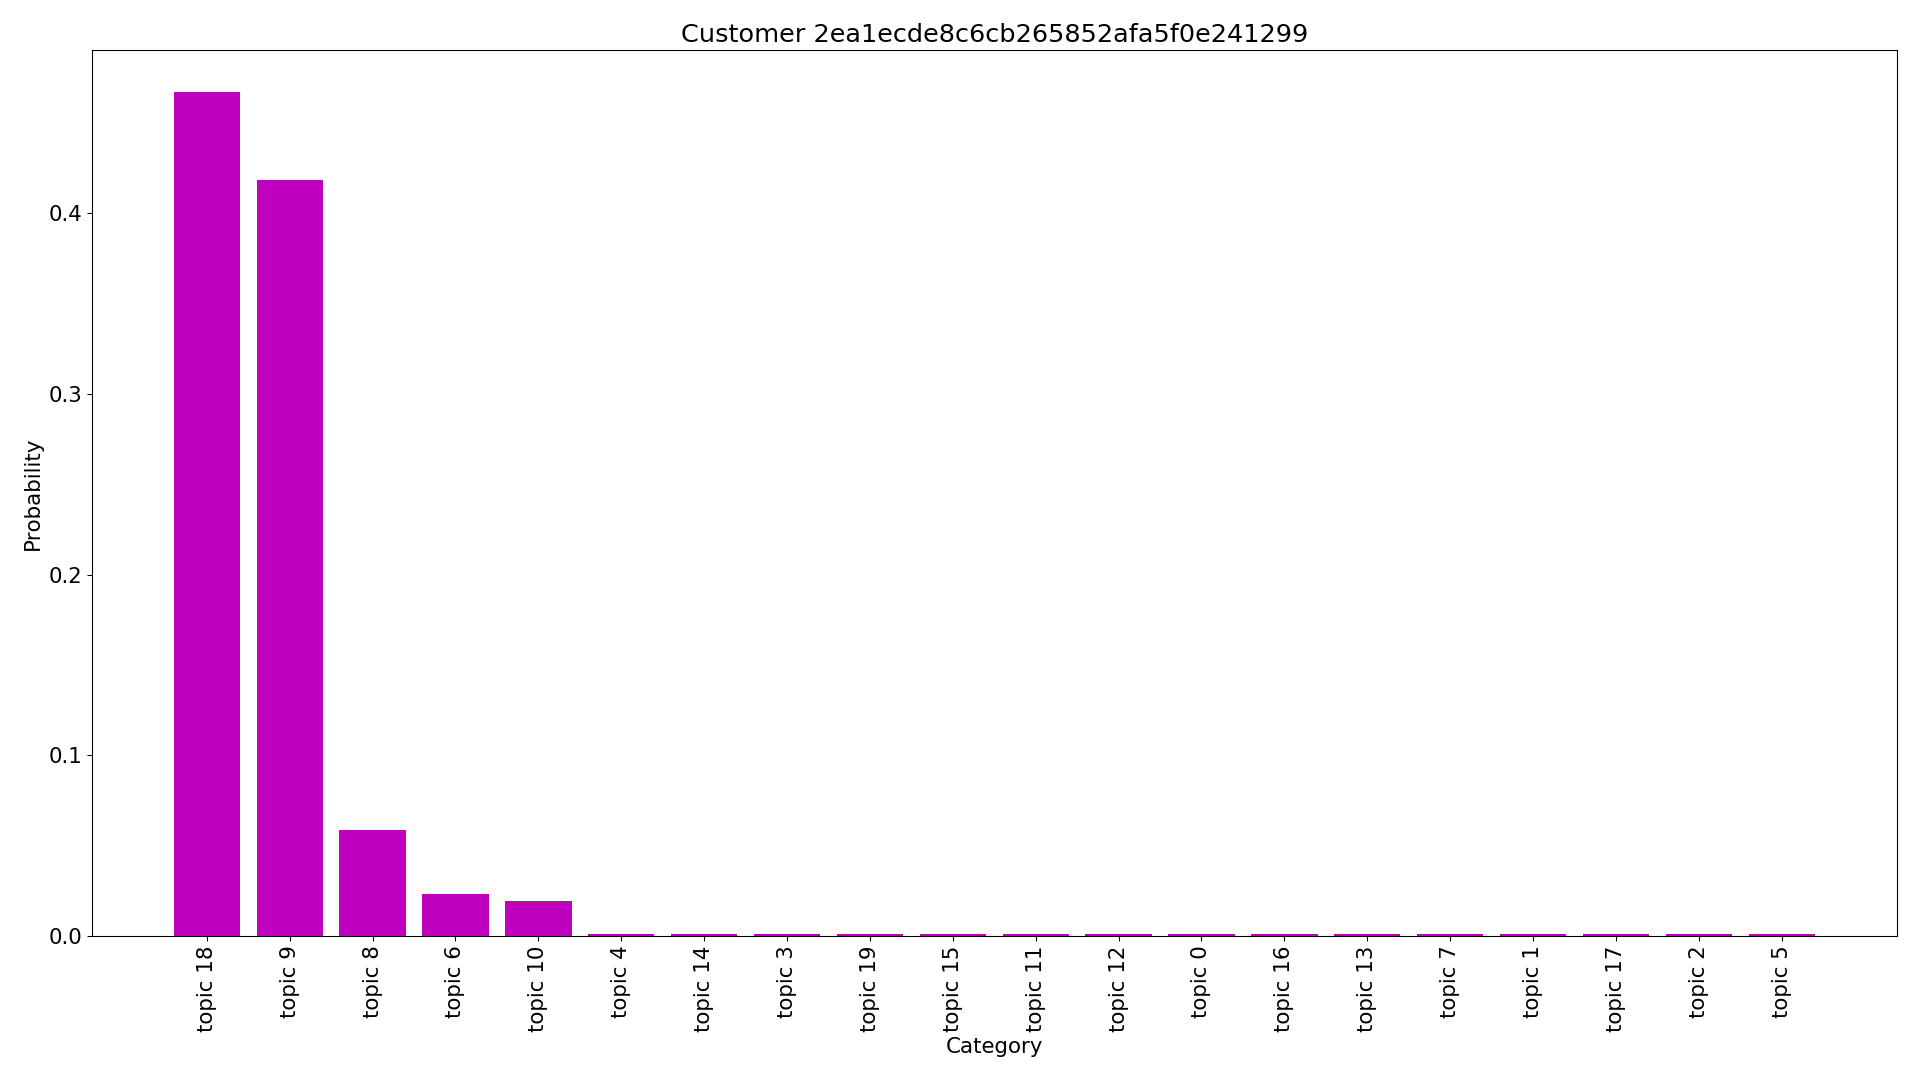 Customer 2ea1ecde8c6cb265852afa5f0e241299
Probability
0.4
0.3
0.2
0.1
0.0
topic 18
topic 9
topic 8
topic 6
topic 10
topic 4
topic 14
topic 3
topic 19
topic 15
topic 11
topic 12
topic 0
topic 16
topic 13
topic 7
topic 1
topic 17
topic 2
topic 5
Category